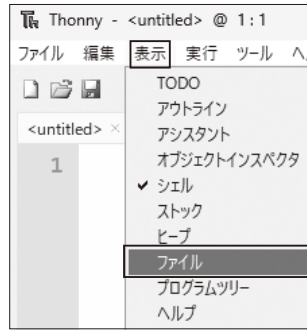 Thonny - <untitled> @ 1:1
ファイル 編集 表示 実行 ツール
<untitled> ×
1
TODO
アウトライン
アシスタント
オブジェクトインスペクタ
✓ シェル
ストック
ヒープ
ファイル
プログラムツリー
ヘルプ